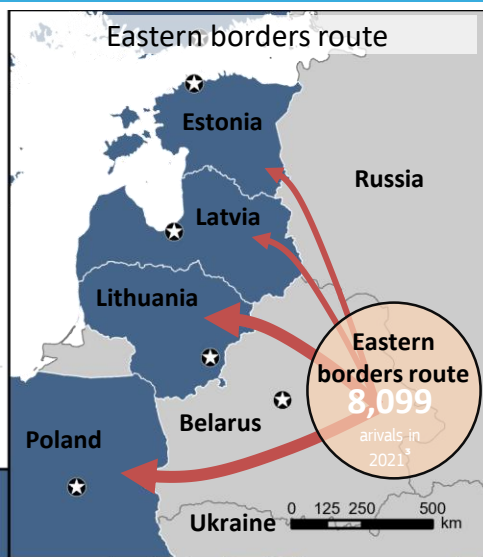 Eastern borders route
Estonia
Russia
Latvia
Lithuania
Eastern
borders route
8,099
arivals in
2021³
Belarus
Poland
Ukraine
0 125 250 500
km